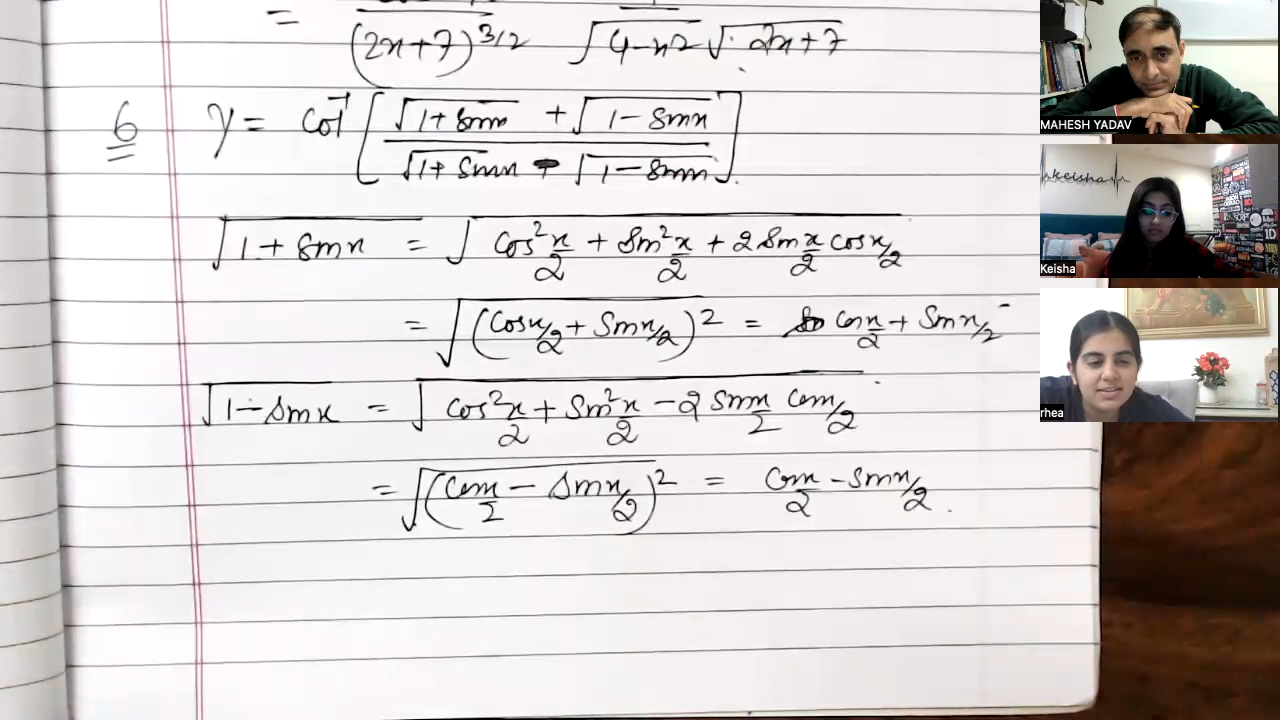 = (2x+7)^3/2 √4-x2 √2x+7
6 y = cot⁻¹ [ √1+sinx + √1-sinx / √1+sinx - √1-sinx ]
√1+sinx = √cos²x/2 + sin²x/2 + 2 sinx/2 cosx/2
= √(cosx/2 + sinx/2)² = cosx/2 + sinx/2
√1-sinx = √cos²x/2 + sin²x/2 - 2 sinx/2 cosx/2
= √(cosx/2 - sinx/2)² = cosx/2 - sinx/2.
MAHESH YADAV
keisha
Keisha
rhea